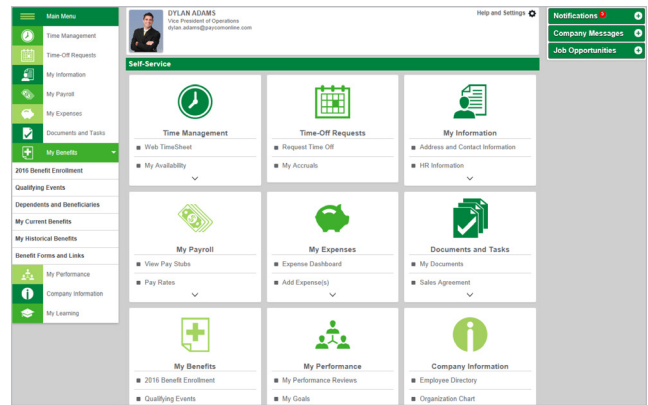 Main Menu
Time Management
Time-Off Requests
My Information
My Payroll
My Expenses
Documents and Tasks
My Benefits
2016 Benefit Enrollment
Qualifying Events
Dependents and Beneficiaries
My Current Benefits
My Historical Benefits
Benefit Forms and Links
My Performance
Company Information
My Learning
DYLAN ADAMS
Vice President of Operations
dylan.adams@paycomonline.com
Help and Settings
Self-Service
Time Management
Web TimeSheet
My Availability
Time-Off Requests
Request Time Off
My Accruals
My Information
Address and Contact Information
HR Information
My Payroll
View Pay Stubs
Pay Rates
My Expenses
Expense Dashboard
Add Expense(s)
Documents and Tasks
My Documents
Sales Agreement
My Benefits
2016 Benefit Enrollment
Qualifying Events
My Performance
My Performance Reviews
My Goals
Company Information
Employee Directory
Organization Chart
Notifications
Company Messages
Job Opportunities